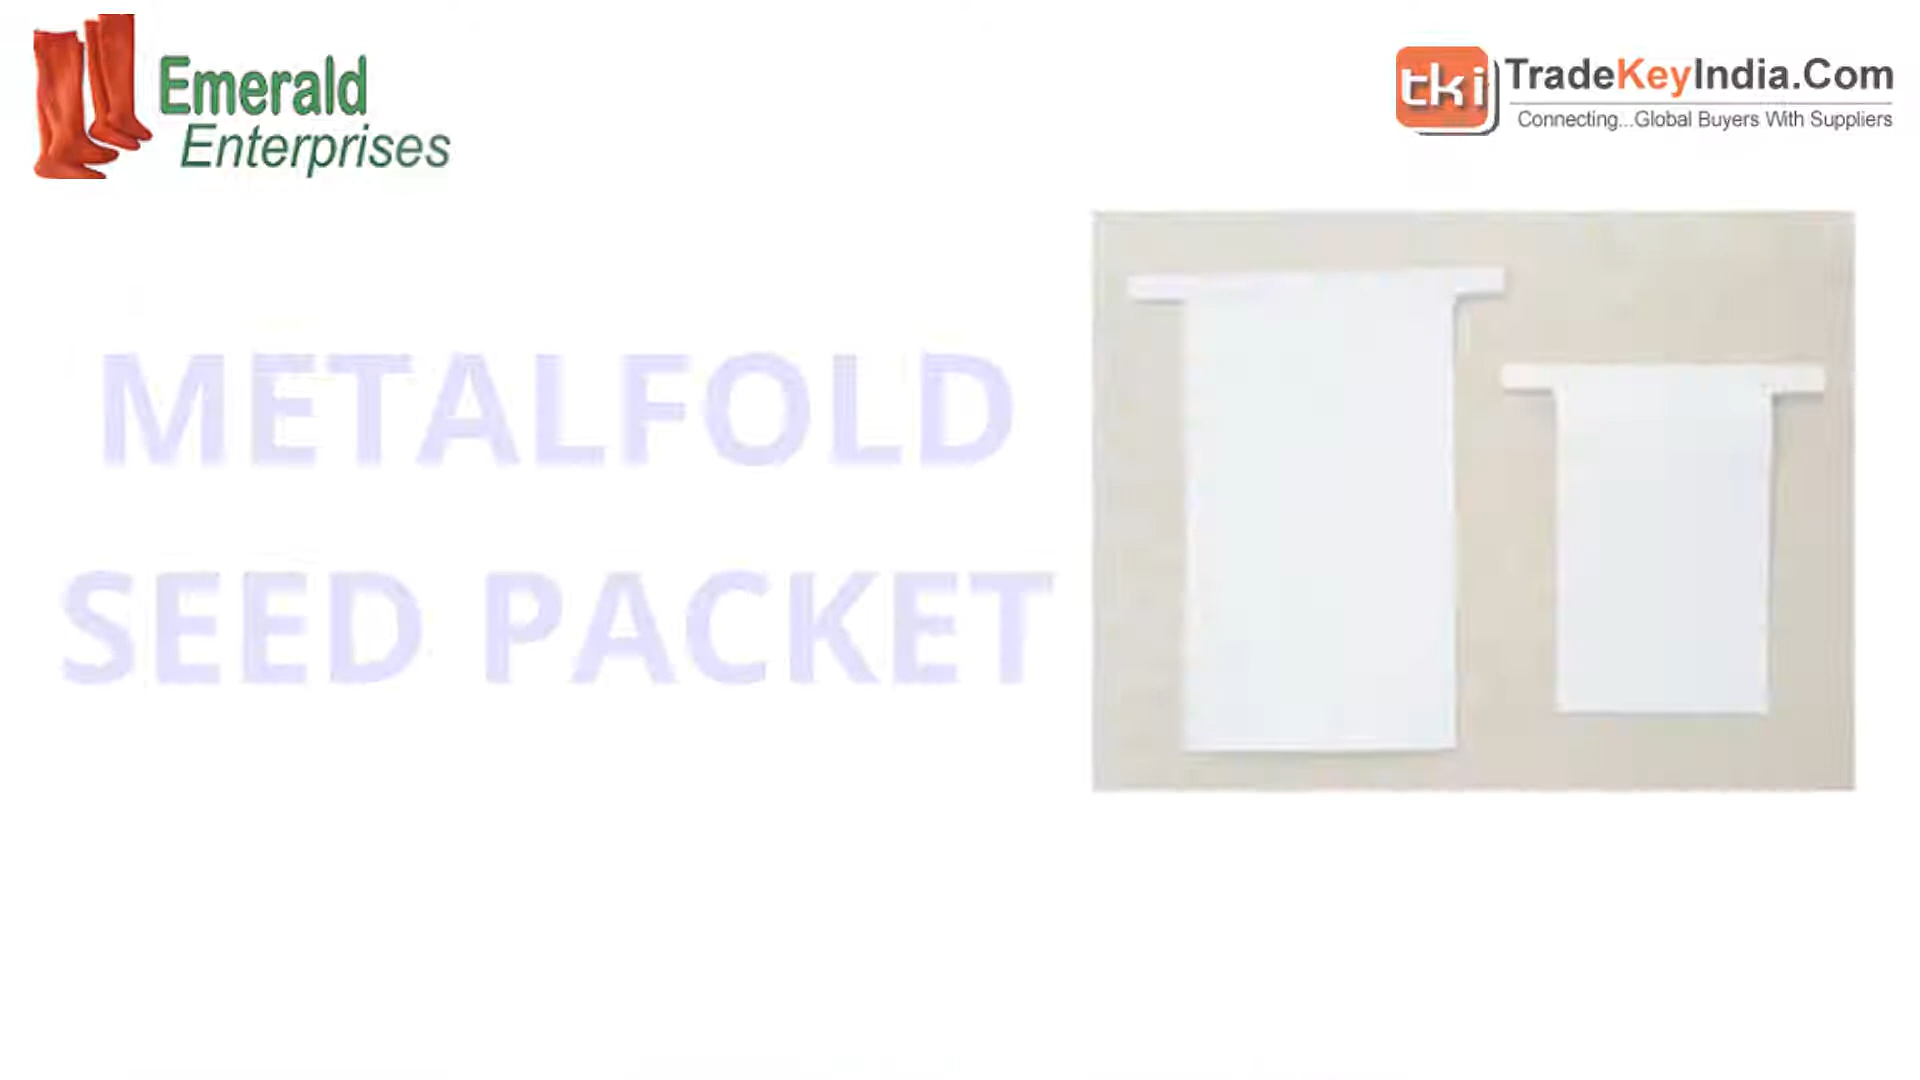 Emerald
Enterprises
tki
TradeKeyIndia.Com
Connecting...Global Buyers With Suppliers
METALFOLD
SEED PACKET